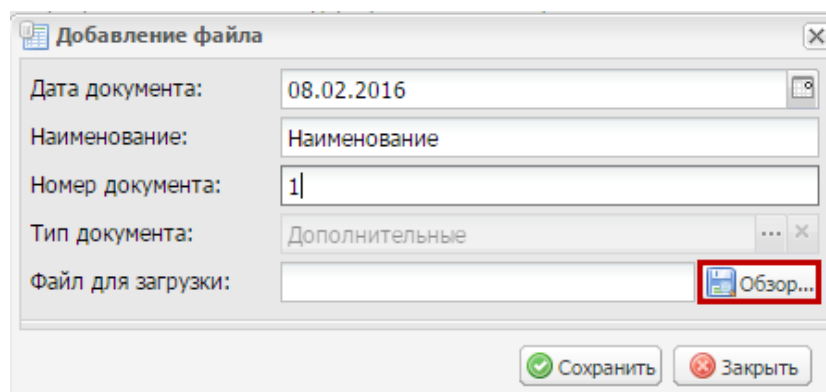 Добавление файла
Дата документа: 08.02.2016
Наименование: Наименование
Номер документа: 1
Тип документа: Дополнительные ...
Файл для загрузки: Обзор...
Сохранить Закрыть